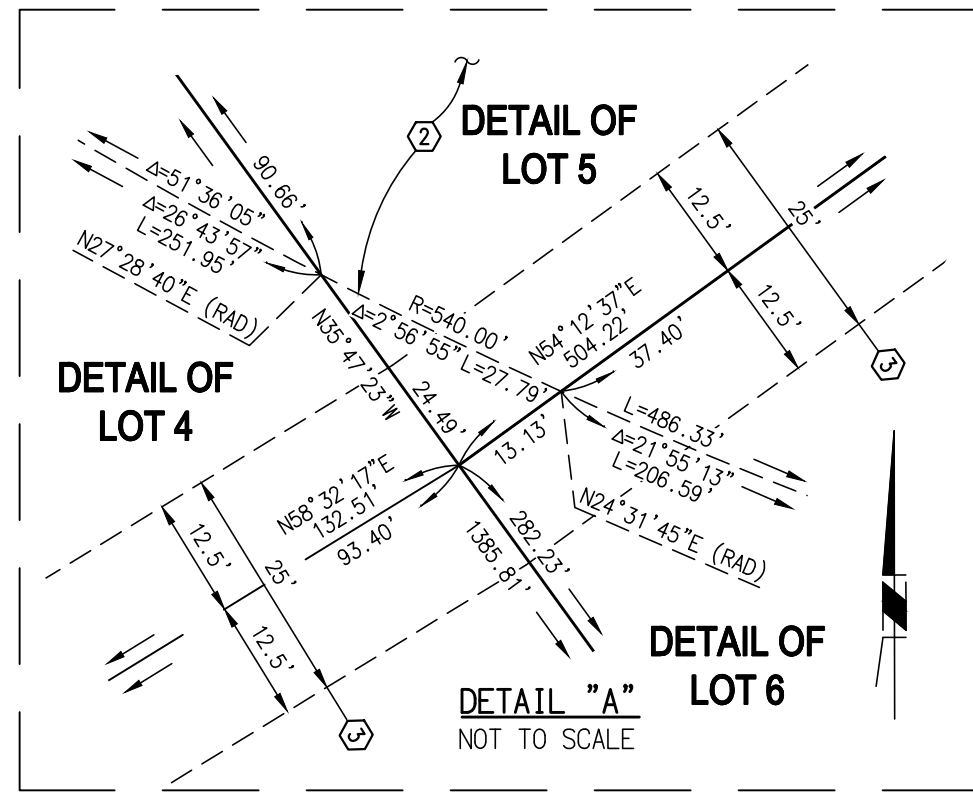 2
DETAIL OF
LOT 5
90.66'
Δ=51°36'05"
Δ=26°43'57"
L=251.95'
N27°28'40"E (RAD)
12.5'
25'
12.5'
3
R=540.00'
Δ=2°56'55" L=27.79'
N54°12'37"E
504.22'
37.40'
N35°47'23"W
24.49'
13.13'
DETAIL OF
LOT 4
L=486.33'
Δ=21°55'13"
L=206.59'
N24°31'45"E (RAD)
N58°32'17"E
132.51'
93.40'
282.23'
1385.81'
12.5'
25'
12.5'
3
DETAIL OF
LOT 6
DETAIL "A"
NOT TO SCALE